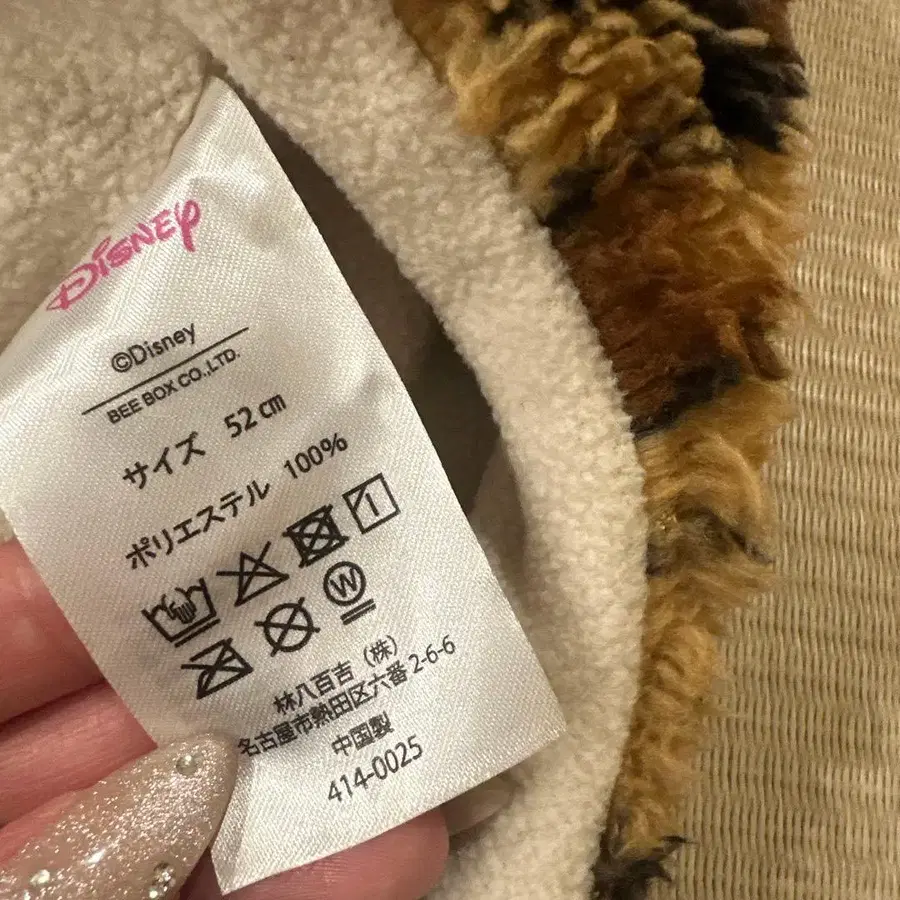 Disney
©Disney
BEE BOX CO.,LTD.
サイズ 52㎝
ポリエステル 100%
W
林八百吉（株）
名古屋市熱田区六番2-6-6
中国製
414-0025